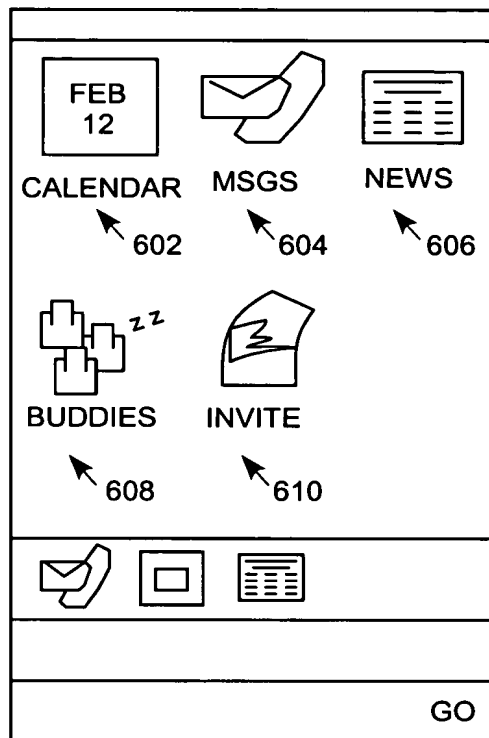 FEB
12
CALENDAR MSGS NEWS
602 604 606
z z
BUDDIES INVITE
608 610
GO